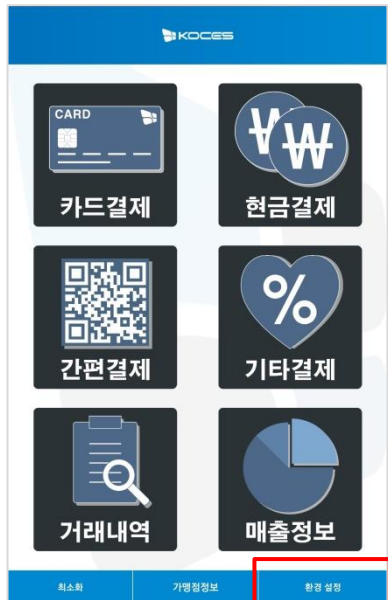 KOCES
CARD
카드결제
현금결제
간편결제
%
기타결제
거래내역
매출정보
최소화
가맹점정보
환경 설정